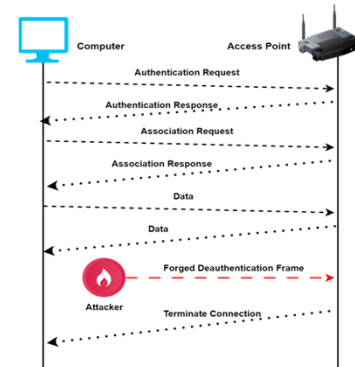 Computer
Access Point
Authentication Request
Authentication Response
Association Request
Association Response
Data
Data
Forged Deauthentication Frame
Attacker
Terminate Connection